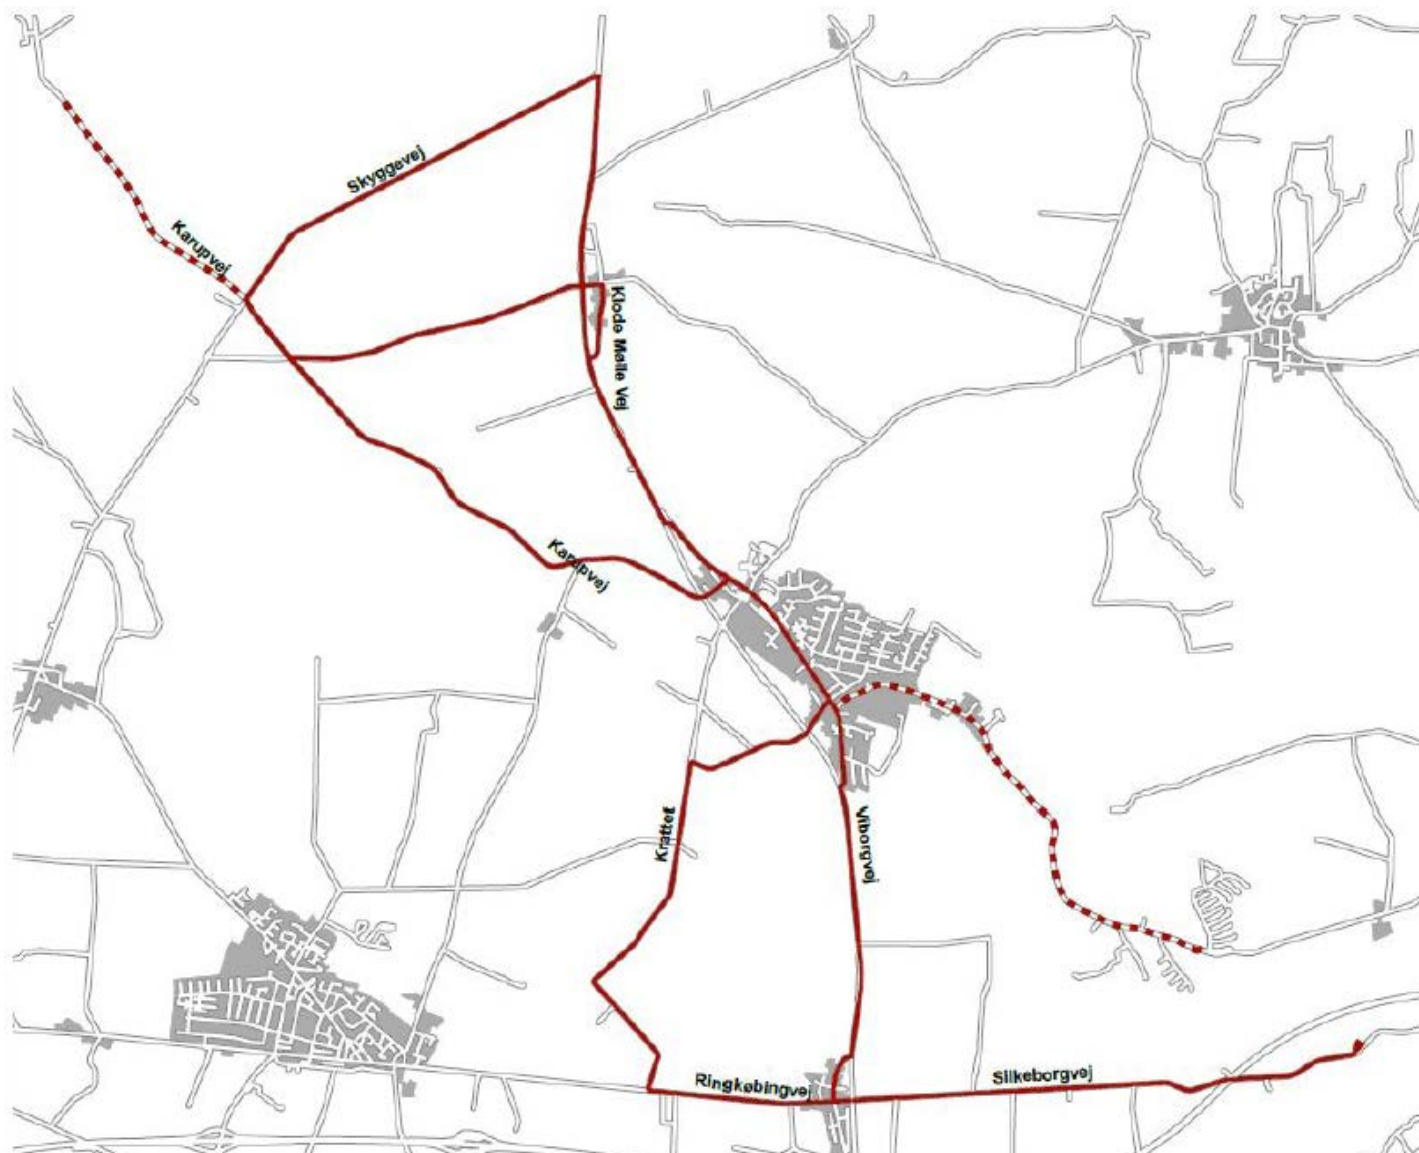 Skyggevej
Karupvej
Klode Mølle Vej
Karupvej
Krattet
Viborgvej
Ringkøbingvej
Silkeborgvej